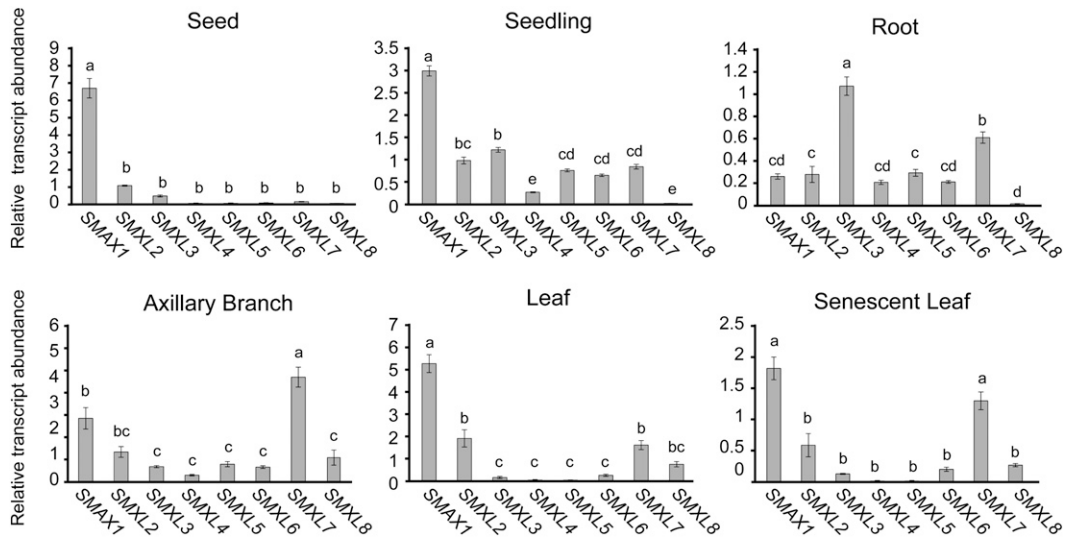 Seed
Relative transcript abundance
9
8
7
6
5
4
3
2
1
0
a
b
b
b
b
b
b
b
SMAX1
SMXL2
SMXL3
SMXL4
SMXL5
SMXL6
SMXL7
SMXL8
Seedling
3.5
3
2.5
2
1.5
1
0.5
0
a
bc
b
e
cd
cd
cd
e
SMAX1
SMXL2
SMXL3
SMXL4
SMXL5
SMXL6
SMXL7
SMXL8
Root
1.4
1.2
1
0.8
0.6
0.4
0.2
0
cd
c
a
cd
c
cd
b
d
SMAX1
SMXL2
SMXL3
SMXL4
SMXL5
SMXL6
SMXL7
SMXL8
Axillary Branch
Relative transcript abundance
6
5
4
3
2
1
0
b
bc
c
c
c
c
a
c
SMAX1
SMXL2
SMXL3
SMXL4
SMXL5
SMXL6
SMXL7
SMXL8
Leaf
7
6
5
4
3
2
1
0
a
b
c
c
c
c
b
bc
SMAX1
SMXL2
SMXL3
SMXL4
SMXL5
SMXL6
SMXL7
SMXL8
Senescent Leaf
2.5
2
1.5
1
0.5
0
a
b
b
b
b
b
a
b
SMAX1
SMXL2
SMXL3
SMXL4
SMXL5
SMXL6
SMXL7
SMXL8